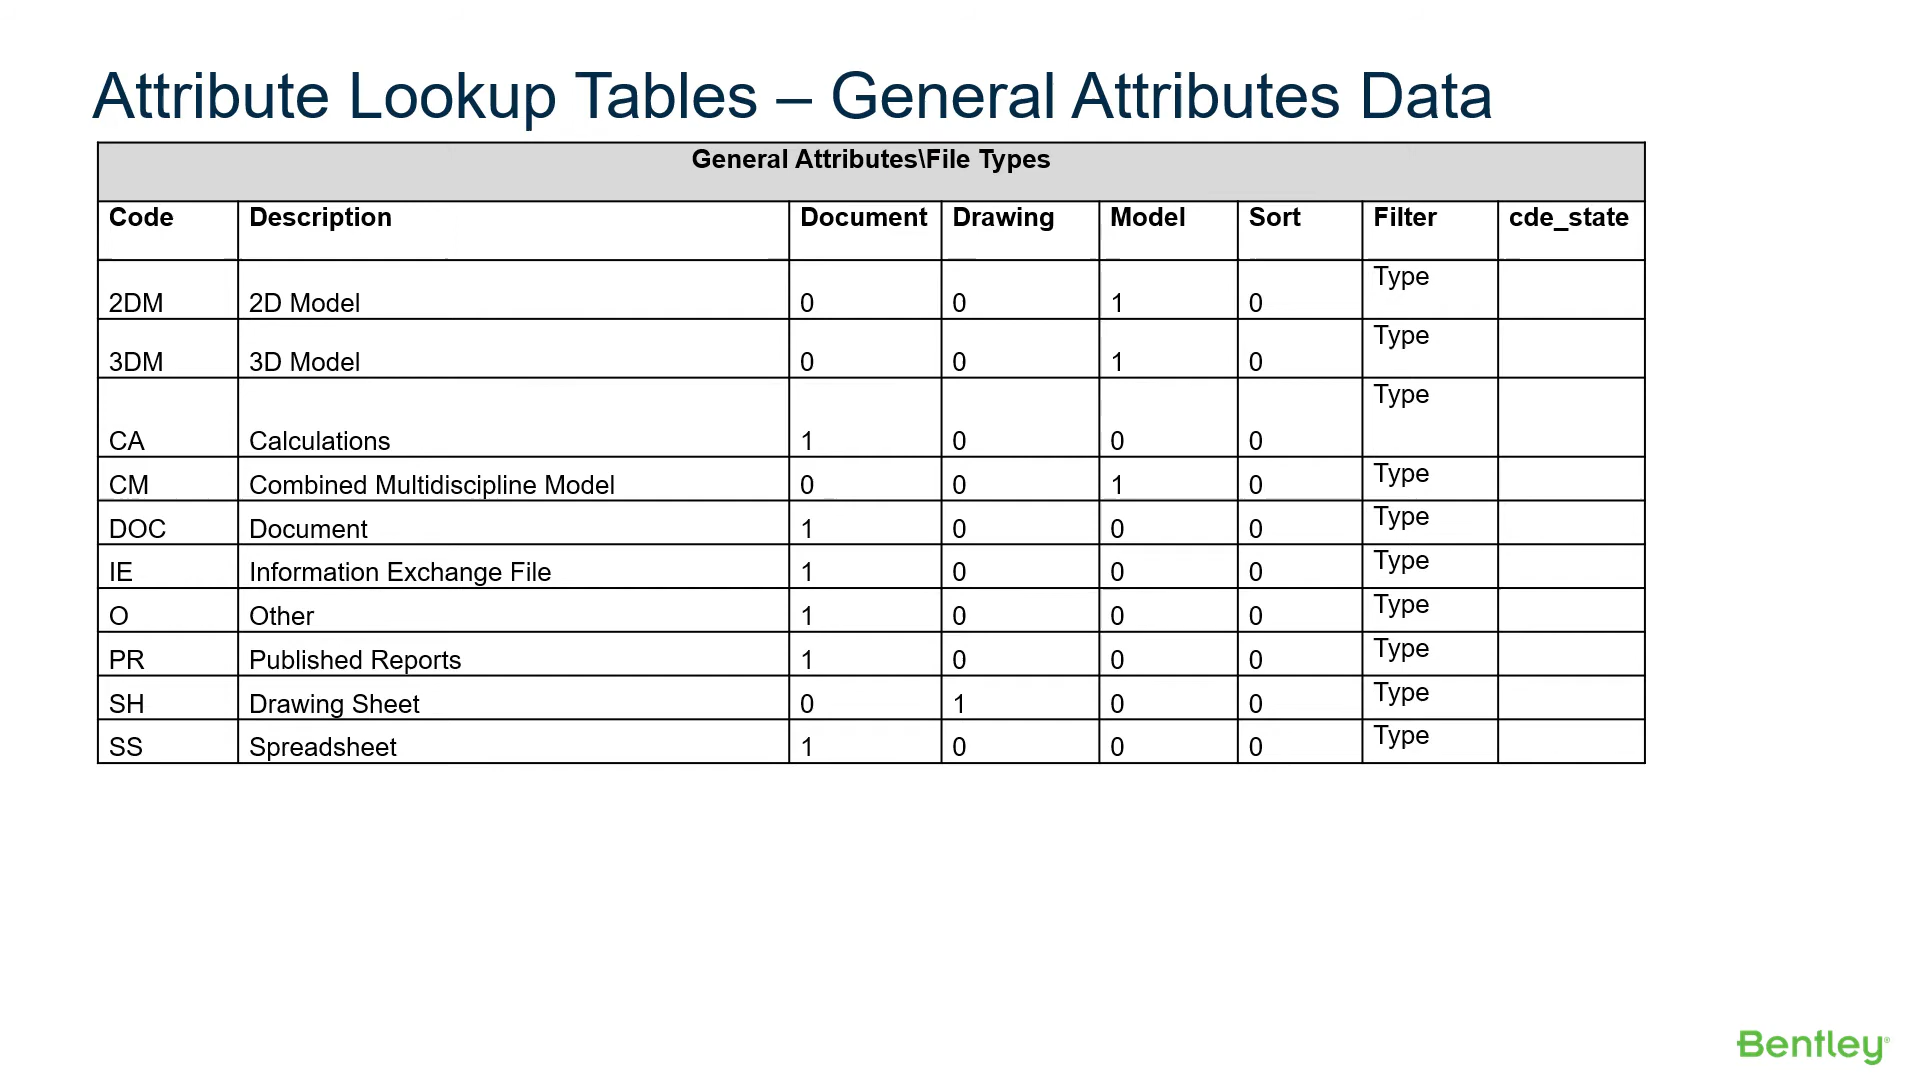 Attribute Lookup Tables – General Attributes Data
General Attributes\File Types
Code Description Document Drawing Model Sort Filter cde_state
2DM 2D Model 0 0 1 0 Type
3DM 3D Model 0 0 1 0 Type
CA Calculations 1 0 0 0 Type
CM Combined Multidiscipline Model 0 0 1 0 Type
DOC Document 1 0 0 0 Type
IE Information Exchange File 1 0 0 0 Type
O Other 1 0 0 0 Type
PR Published Reports 1 0 0 0 Type
SH Drawing Sheet 0 1 0 0 Type
SS Spreadsheet 1 0 0 0 Type
Bentley®